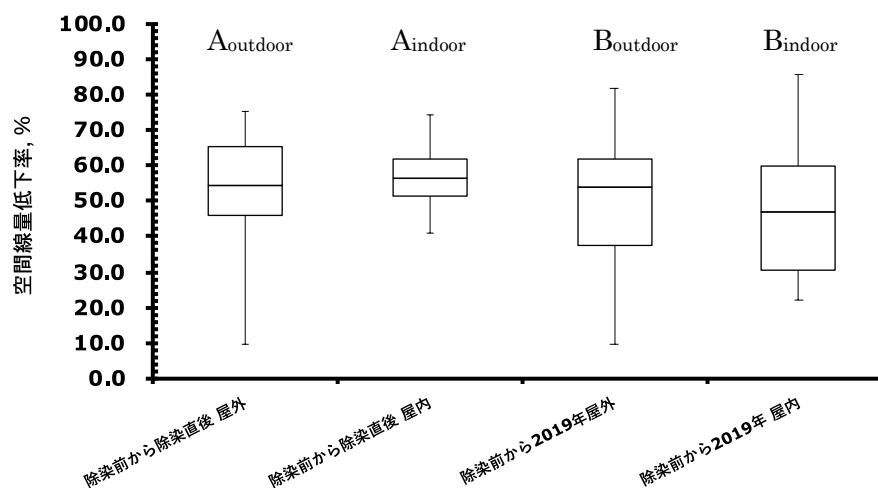 空間線量低下率, %
100.0
90.0
80.0
70.0
60.0
50.0
40.0
30.0
20.0
10.0
0.0
Aoutdoor
Aindoor
Boutdoor
Bindoor
除染前から除染直後 屋外
除染前から除染直後 屋内
除染前から2019年屋外
除染前から2019年 屋内